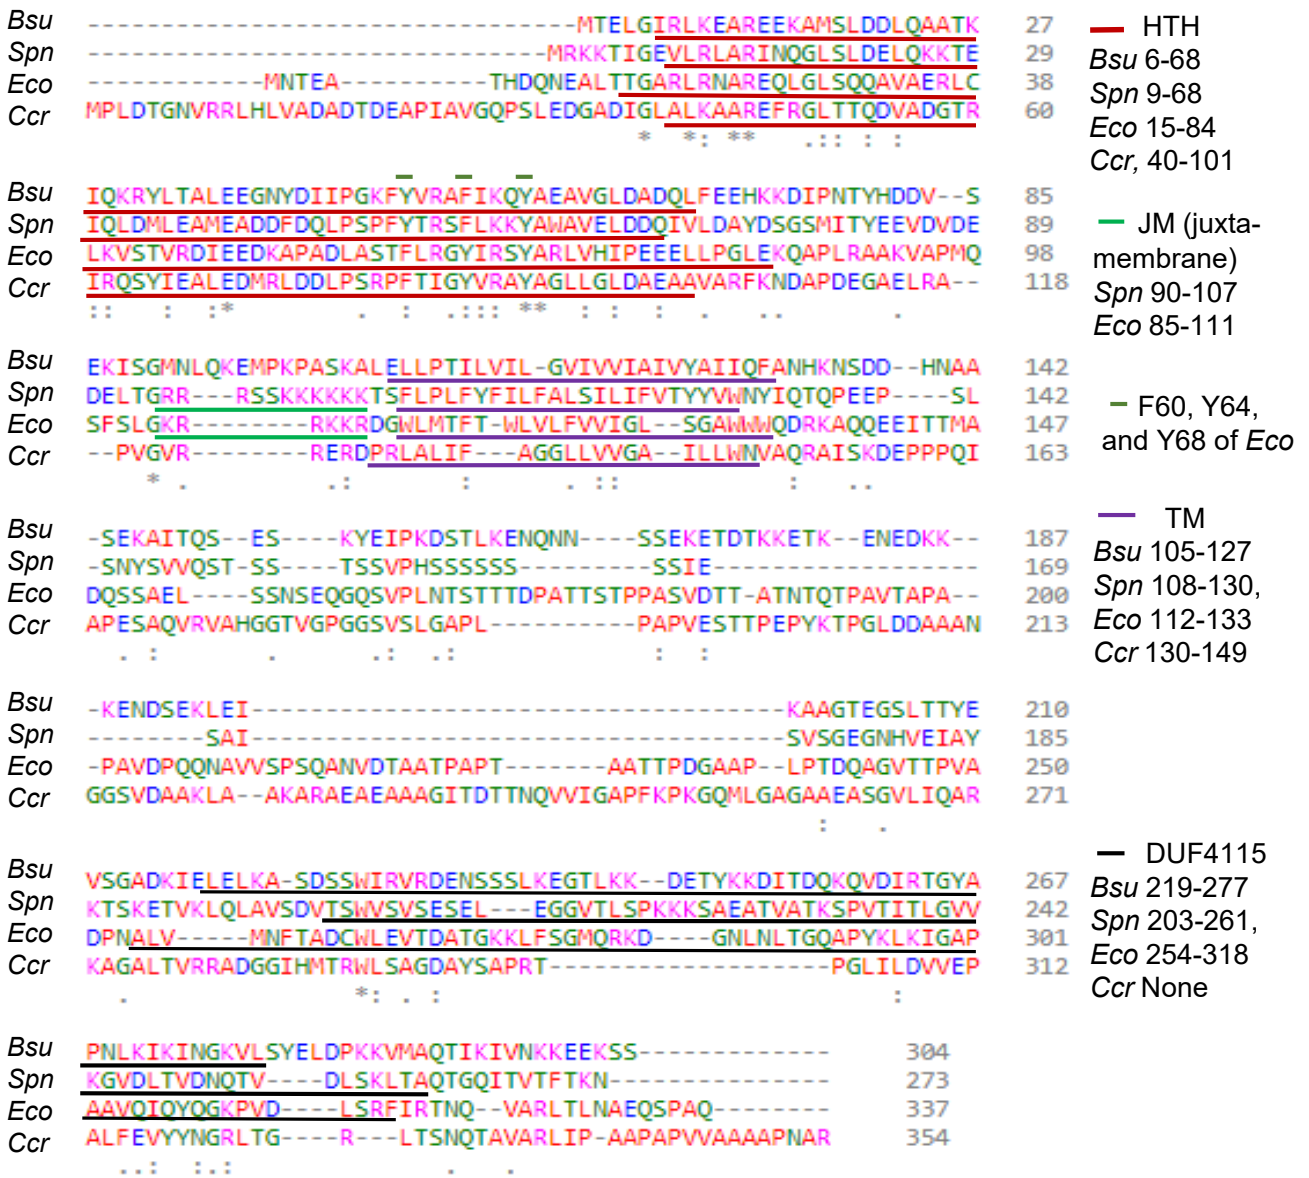 Bsu ---------------------------------MTELGIRLKEAREEKAMSLDDLQAATK 27
Spn -------------------------------MRKKTIGEVLRLARINQGLSLDELQKKTE 29
Eco ------------MNTEA----------THDQNEALTTGARLRNAREQLGLSQQAVAERLC 38
Ccr MPLDTGNVRRLHLVADADTDEAPIAVGQPSLEDGADIGLALKAAREFRGLTTQDVADGTR 60
* *: ** .:: : :
Bsu IQKRYLTALEEGNYDIIPGKFYVRAFIKQYAEAVGLDADQLFEEHKKDIPNTYHDDV--S 85
Spn IQLDMLEAMEADDFDQLPSPFYTRSFLKKYAWAVELDDQIVLDAYDSGSMITYEEVDVDE 89
Eco LKVSTVRDIEEDKAPADLASTFLRGYIRSYARLVHIPEEELLPGLEKQAPLRAAKVAPMQ 98
Ccr IRQSYIEALEDMRLDDLPSRPFTIGYVRAYAGLLGLDAEAAVARFKNDAPDEGAELRA-- 118
:: : :* . : .::: ** : : : . .. .
Bsu EKISGMNLQKEMPKPASKALELLPTILVIL-GVIVVIAIVYAIIQFANHKNSDD--HNAA 142
Spn DELTGRR---RSSKKKKKKTSFLPLFYFILFALSILIFVTYYVWNYIQTQPEEP----SL 142
Eco SFSLGKR--------RKKRDGWLMTFT-WLVLFVVIGL--SGAWWWQDRKAQQEEITTMA 147
Ccr --PVGVR--------RERDPRLALIF---AGGLLVVGA--ILLWNVAQRAISKDEPPPQI 163
* . .: : . :: : ..
Bsu -SEKAITQS--ES----KYEIPKDSTLKENQNN----SSEKETDTKKETK--ENEDKK-- 187
Spn -SNYSVVQST-SS----TSSVPHSSSSSS---------SSIE------------------ 169
Eco DQSSAEL----SSNSEQGQSVPLNTSTTTDPATTSTPPASVDTT-ATNTQTPAVTAPA-- 200
Ccr APESAQVRVAHGGTVGPGGSVSLGAPL----------PAPVESTTPEPYKTPGLDDAAAN 213
. : . .: .: : :
Bsu -KENDSEKLEI------------------------------------KAAGTEGSLTTYE 210
Spn --------SAI------------------------------------SVSGEGNHVEIAY 185
Eco -PAVDPQQNAVVSPSQANVDTAATPAPT-------AATTPDGAAP--LPTDQAGVTTPVA 250
Ccr GGSVDAAKLA--AKARAEAEAAAGITDTTNQVVIGAPFKPKGQMLGAGAAEASGVLIQAR 271
: .
Bsu VSGADKIELELKA-SDSSWIRVRDENSSSLKEGTLKK--DETYKKDITDQKQVDIRTGYA 267
Spn KTSKETVKLQLAVSDVTSWVSVSESEL---EGGVTLSPKKKSAEATVATKSPVTITLGVV 242
Eco DPNALV-----MNFTADCWLEVTDATGKKLFSGMQRKD----GNLNLTGQAPYKLKIGAP 301
Ccr KAGALTVRRADGGIHMTRWLSAGDAYSAPRT-------------------PGLILDVVEP 312
. *: . : :
Bsu PNLKIKINGKVLSYELDPKKVMAQTIKIVNKKEEKSS------------- 304
Spn KGVDLTVDNQTV----DLSKLTAQTGQITVTFTKN--------------- 273
Eco AAVQIQYQGKPVD----LSRFIRTNQ--VARLTLNAEQSPAQ-------- 337
Ccr ALFEVYYNGRLTG----R---LTSNQTAVARLIP-AAPAPVVAAAAPNAR 354
..: :.: . .
HTH
Bsu 6-68
Spn 9-68
Eco 15-84
Ccr, 40-101
JM (juxta-
membrane)
Spn 90-107
Eco 85-111
F60, Y64,
and Y68 of Eco
TM
Bsu 105-127
Spn 108-130,
Eco 112-133
Ccr 130-149
DUF4115
Bsu 219-277
Spn 203-261,
Eco 254-318
Ccr None